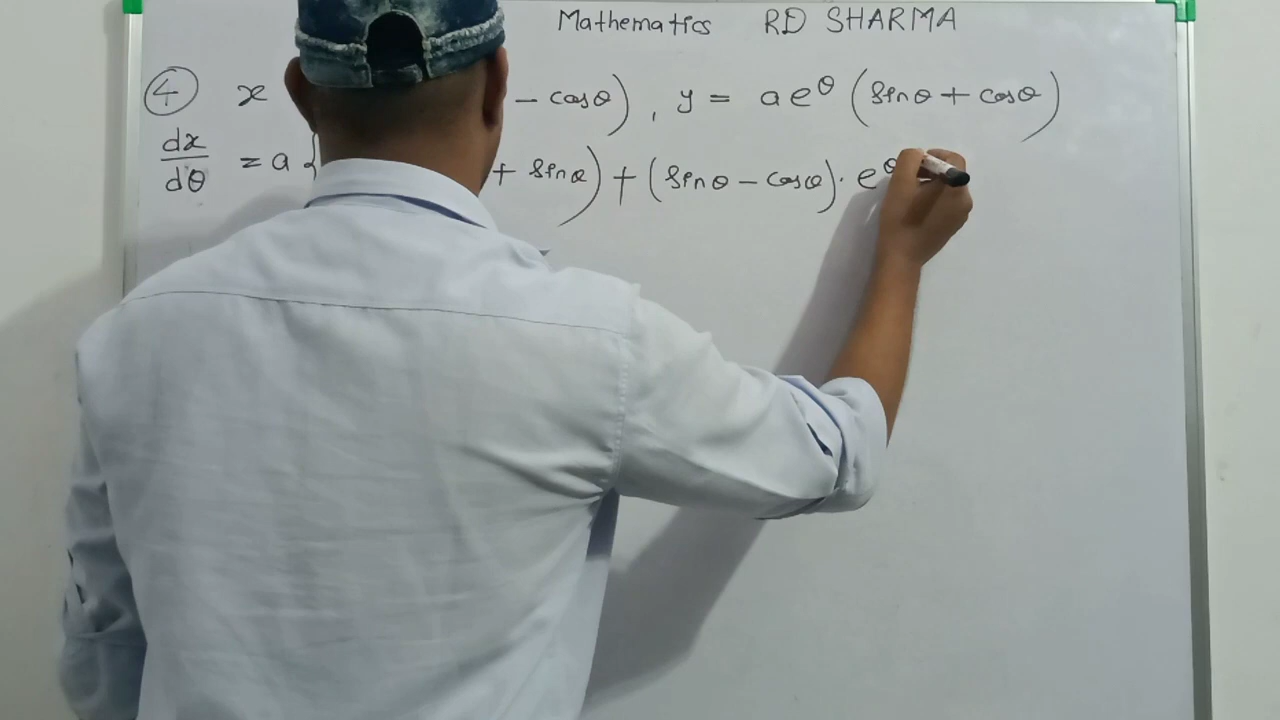 Mathematics RD SHARMA
④ x - cosθ) , y = a e^θ (sinθ + cosθ)
dx/dθ = a { + sinθ) + (sinθ - cosθ) · e^θ